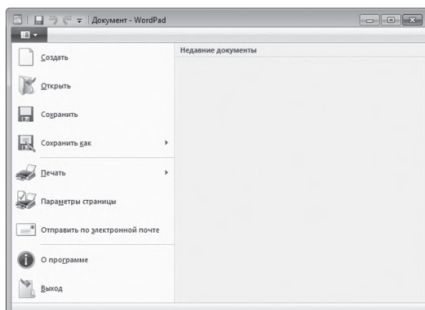 Документ - WordPad
Недавние документы
Создать
Открыть
Сохранить
Сохранить как
Печать
Параметры страницы
Отправить по электронной почте
О программе
Выход